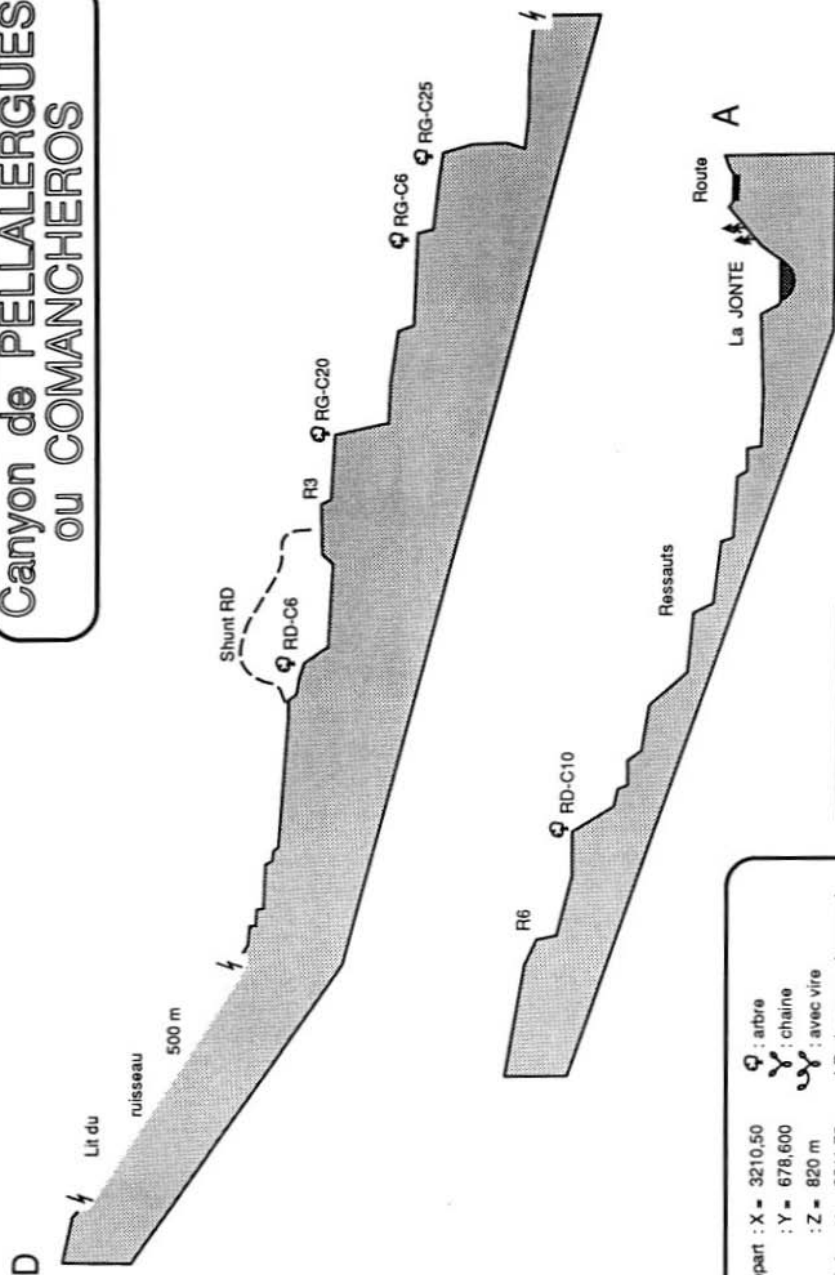 Canyon de PELLALERGUES
ou COMANCHEROS
D
Lit du
ruisseau
500 m
Shunt RD
RD-C6
R3
RG-C20
RG-C6
RG-C25
R6
RD-C10
Ressauts
La JONTE
Route
A
part : X = 3210,50
: Y = 678,600
: Z = 820 m
: arbre
: chaine
: avec vire